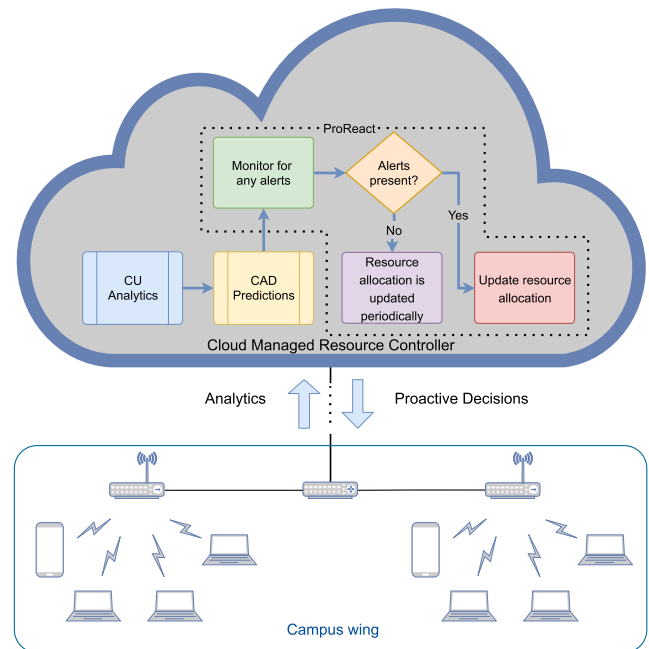 ProReact
Monitor for
any alerts
Alerts
present?
No
Yes
CU
Analytics
CAD
Predictions
Resource
allocation is
updated
periodically
Update resource
allocation
Cloud Managed Resource Controller
Analytics
Proactive Decisions
Campus wing